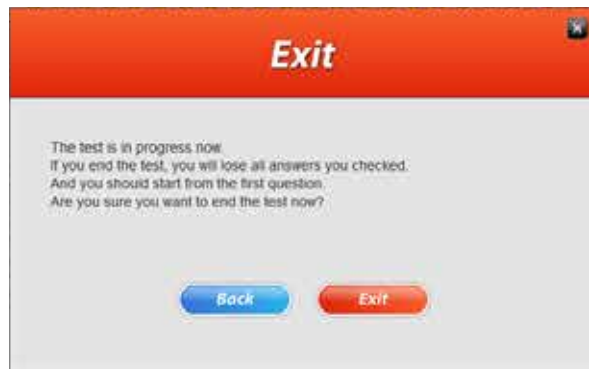 Exit
The test is in progress now.
If you end the test, you will lose all answers you checked.
And you should start from the first question.
Are you sure you want to end the test now?
Back
Exit